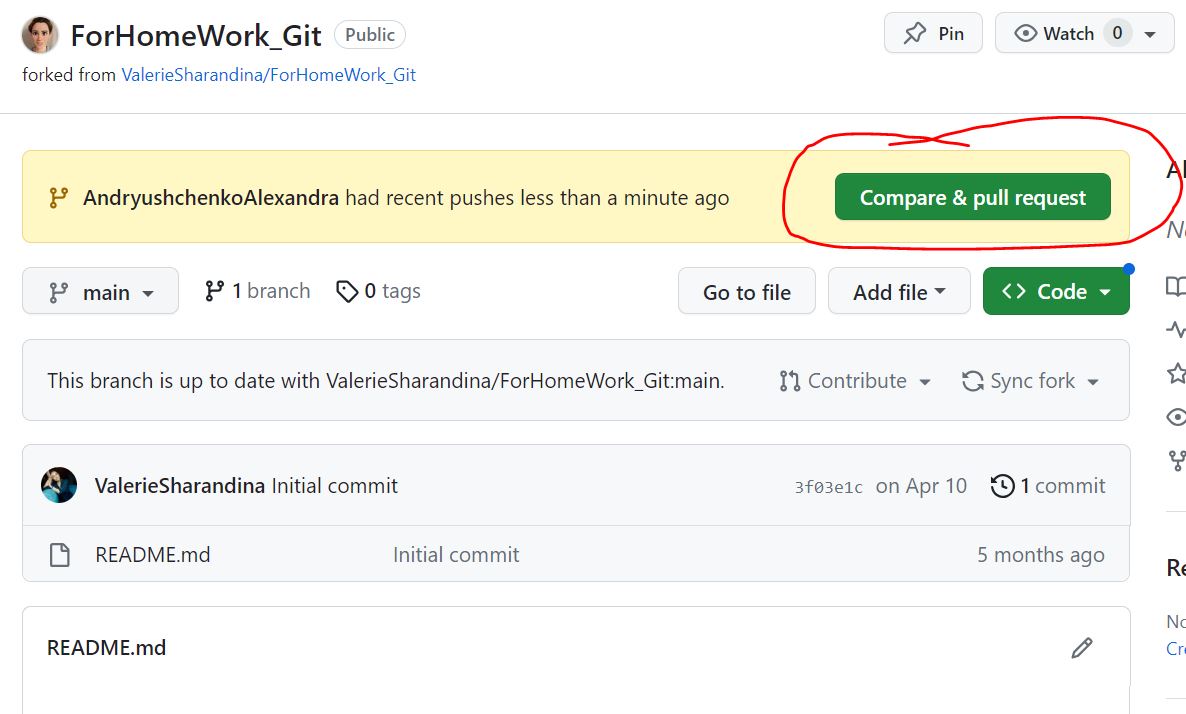 ForHomeWork_Git Public Pin Watch 0
forked from ValerieSharandina/ForHomeWork_Git
AndryushchenkoAlexandra had recent pushes less than a minute ago Compare & pull request
main 1 branch 0 tags Go to file Add file Code
This branch is up to date with ValerieSharandina/ForHomeWork_Git:main. Contribute Sync fork
ValerieSharandina Initial commit 3f03e1c on Apr 10 1 commit
README.md Initial commit 5 months ago
README.md